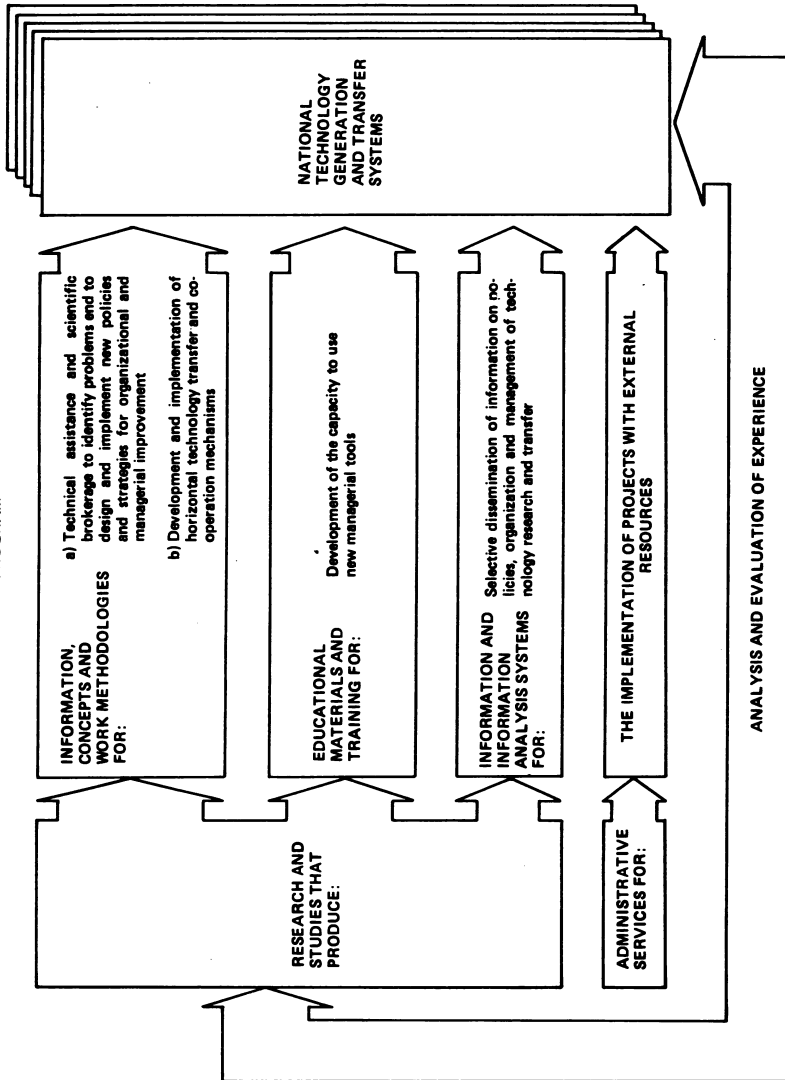 RESEARCH AND
STUDIES THAT
PRODUCE:
ADMINISTRATIVE
SERVICES FOR:
INFORMATION,
CONCEPTS AND
WORK METHODOLOGIES
FOR:
a) Technical assistance and scientific
brokerage to identify problems end to
design and implement new policies
and strategies for organizational and
managerial improvement
b) Development and implementation of
horizontal technology transfer and co-
operation mechanisms
EDUCATIONAL
MATERIALS AND
TRAINING FOR:
Development of the capacity to use
new managerial tools
INFORMATION AND
INFORMATION
ANALYSIS SYSTEMS
FOR:
Selective dissemination of information on po-
licies, organization and management of tech-
nology research and transfer
THE IMPLEMENTATION OF PROJECTS WITH EXTERNAL
RESOURCES
NATIONAL
TECHNOLOGY
GENERATION
AND TRANSFER
SYSTEMS
ANALYSIS AND EVALUATION OF EXPERIENCE